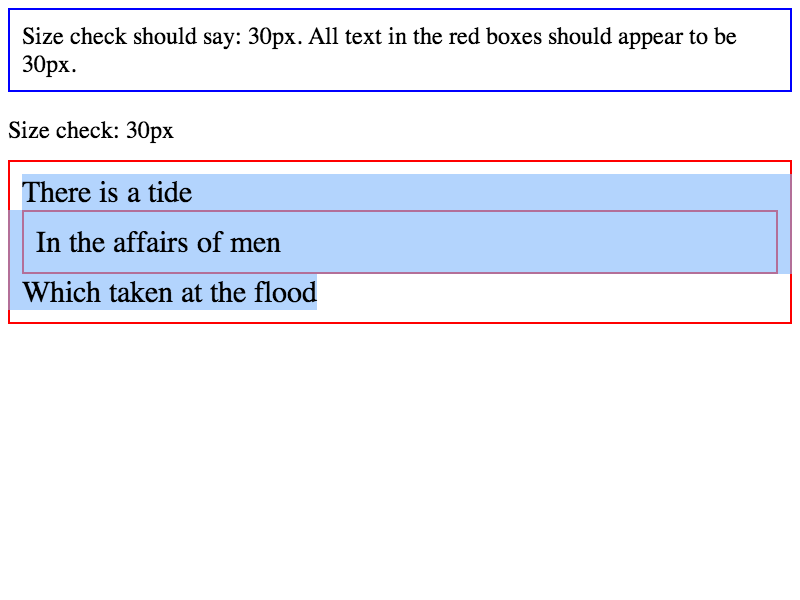 Size check should say: 30px. All text in the red boxes should appear to be
30px.
Size check: 30px
There is a tide
In the affairs of men
Which taken at the flood